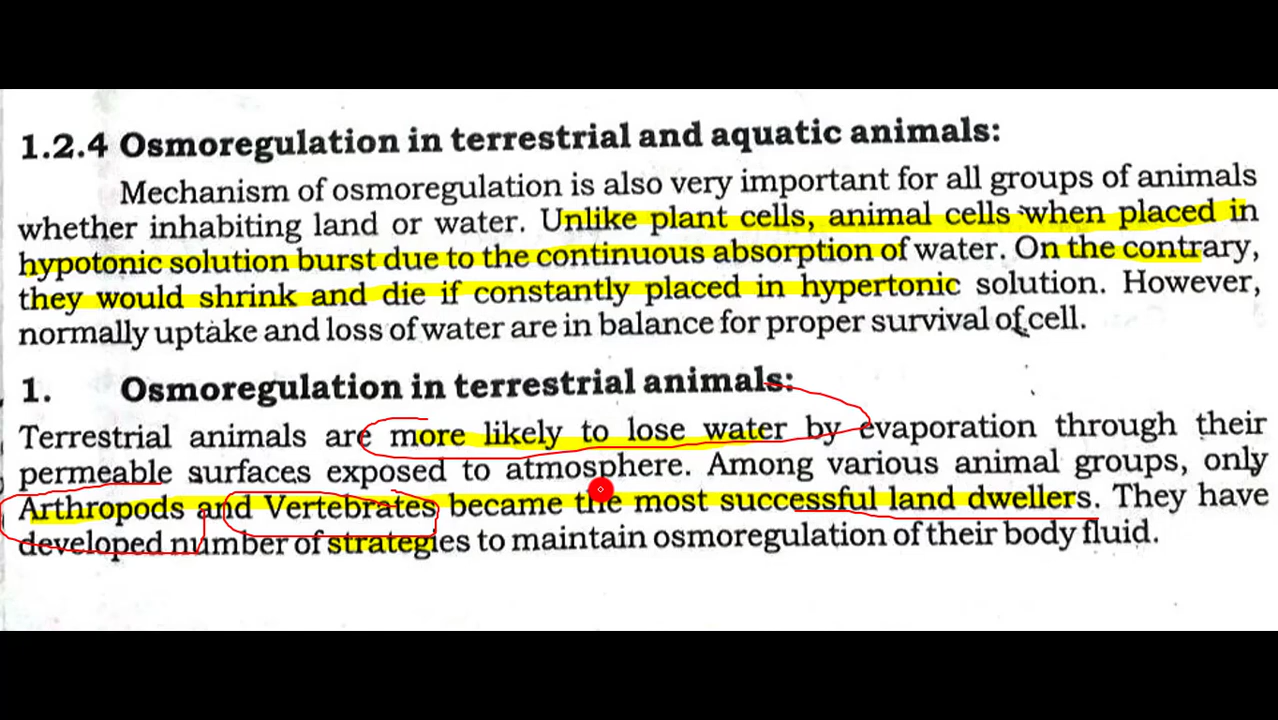 1.2.4 Osmoregulation in terrestrial and aquatic animals:
Mechanism of osmoregulation is also very important for all groups of animals
whether inhabiting land or water. Unlike plant cells, animal cells when placed in
hypotonic solution burst due to the continuous absorption of water. On the contrary,
they would shrink and die if constantly placed in hypertonic solution. However,
normally uptake and loss of water are in balance for proper survival of cell.
1. Osmoregulation in terrestrial animals:
Terrestrial animals are more likely to lose water by evaporation through their
permeable surfaces exposed to atmosphere. Among various animal groups, only
Arthropods and Vertebrates became the most successful land dwellers. They have
developed number of strategies to maintain osmoregulation of their body fluid.